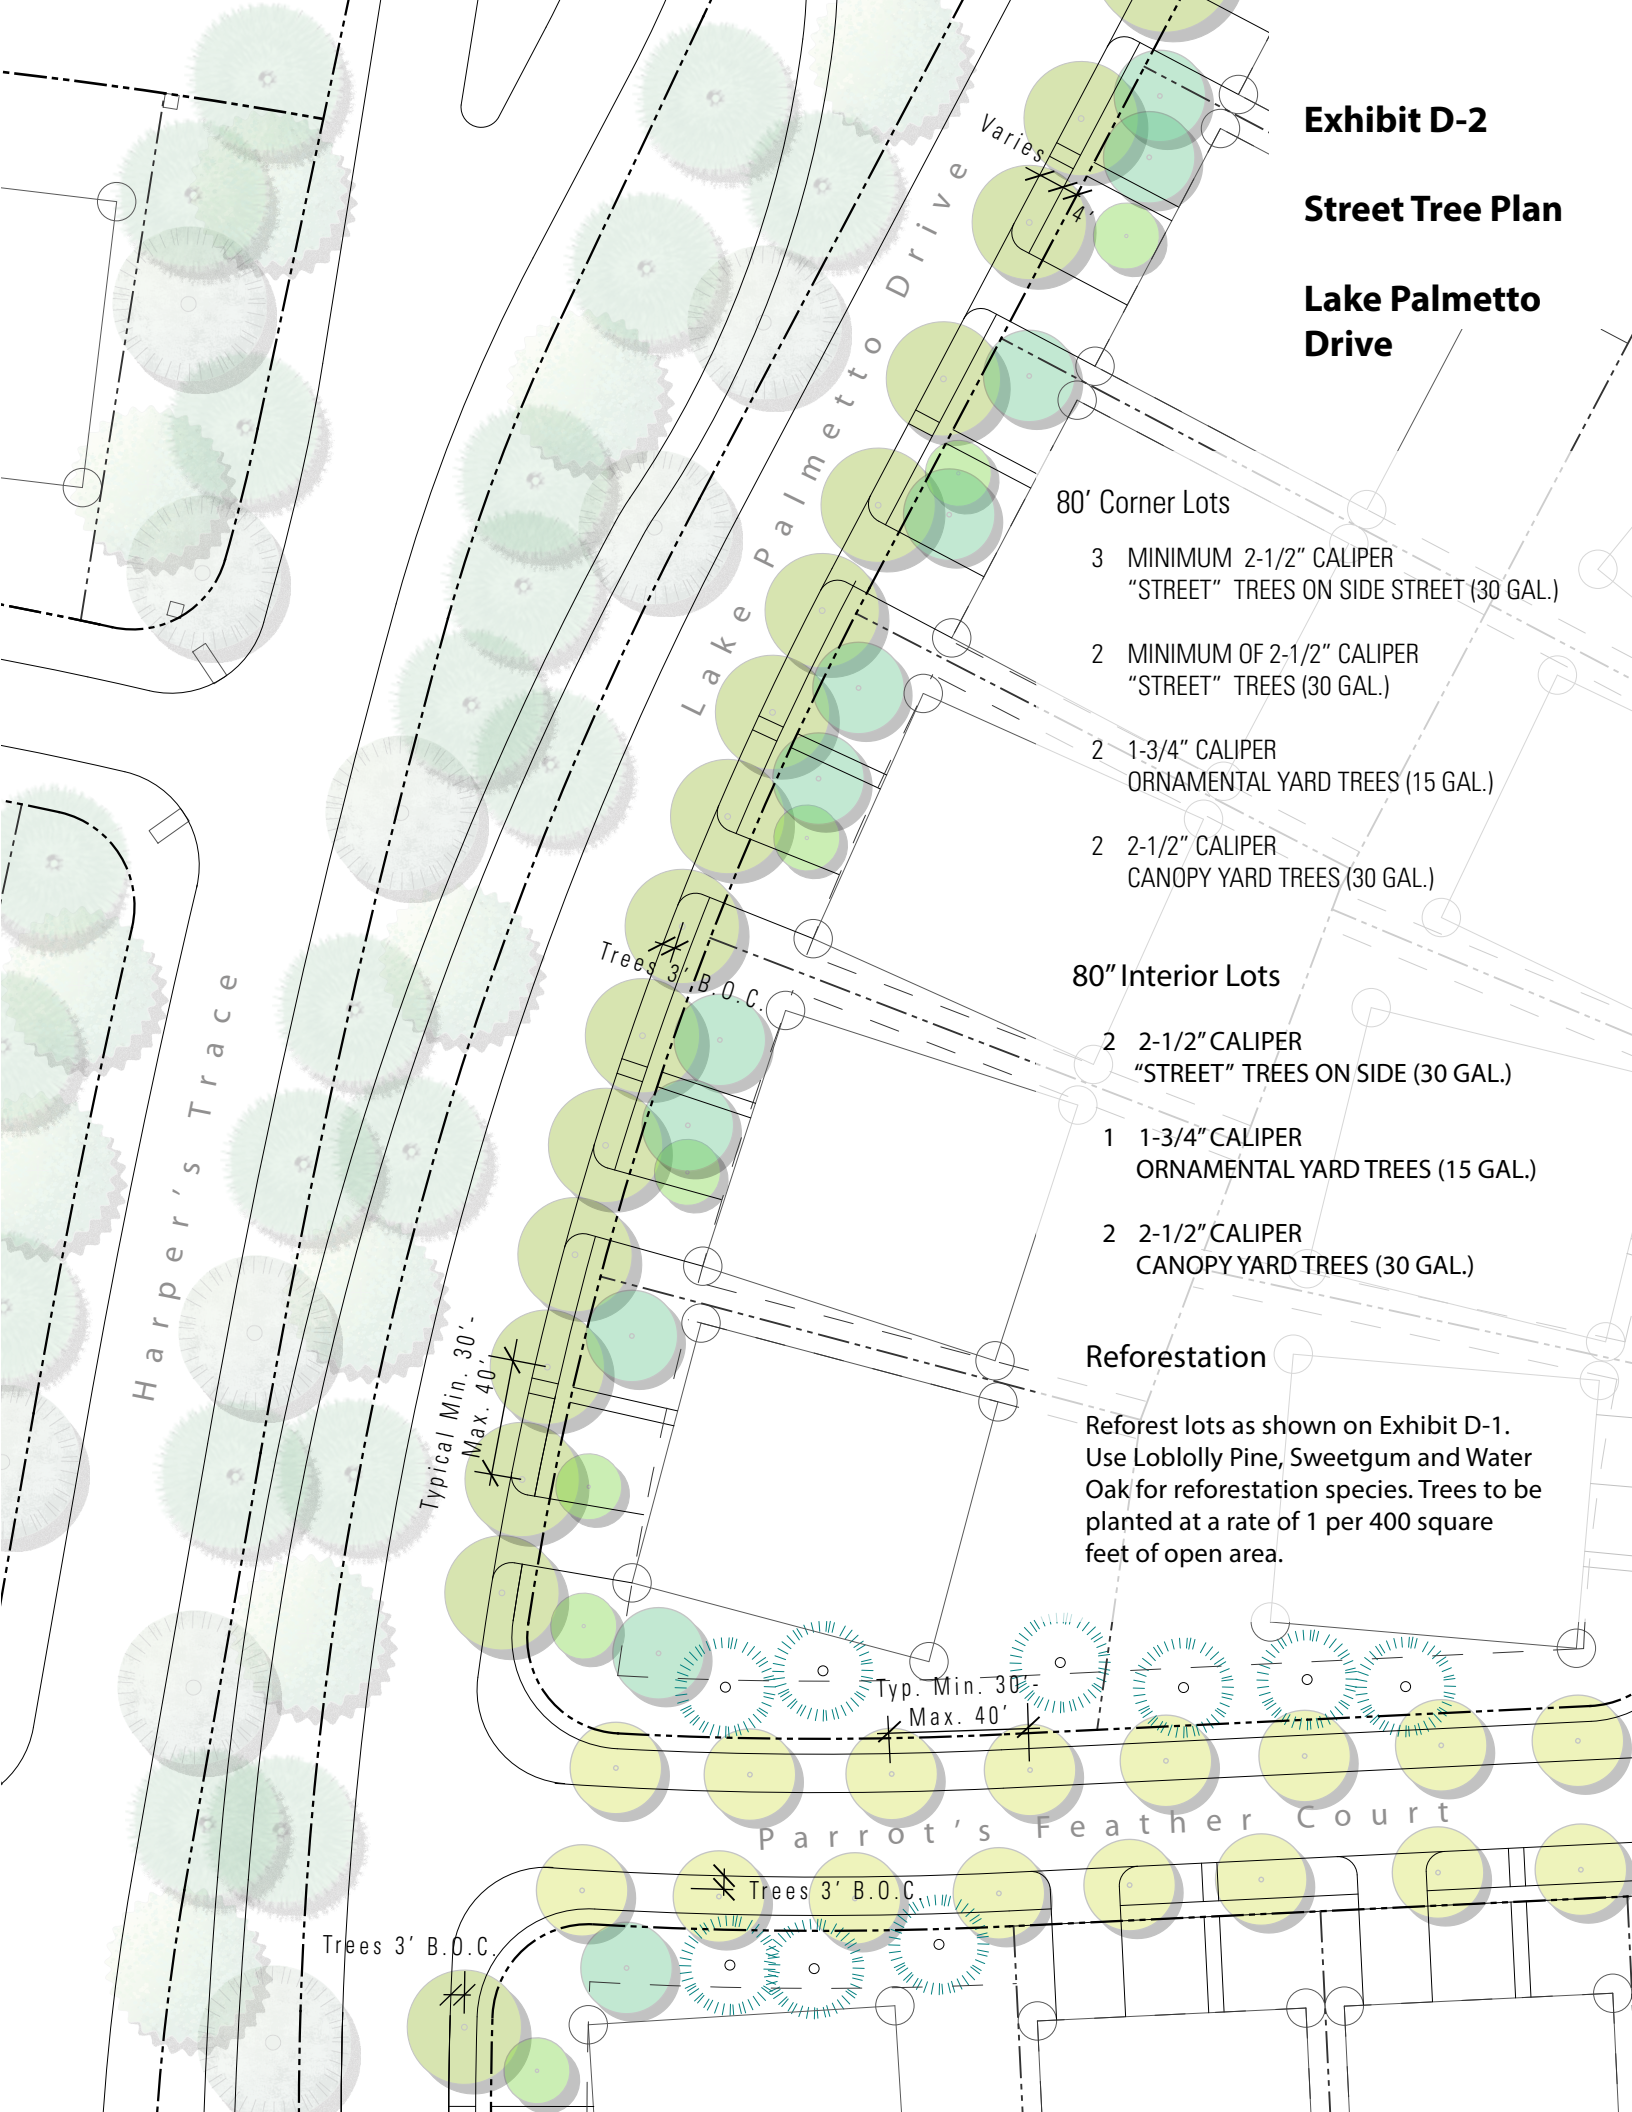 Exhibit D-2
Street Tree Plan
Lake Palmetto
Drive
Varies
4'
Lake Palmetto Drive
80’ Corner Lots
3 MINIMUM 2-1/2” CALIPER
“STREET” TREES ON SIDE STREET (30 GAL.)
2 MINIMUM OF 2-1/2” CALIPER
“STREET” TREES (30 GAL.)
2 1-3/4” CALIPER
ORNAMENTAL YARD TREES (15 GAL.)
2 2-1/2” CALIPER
CANOPY YARD TREES (30 GAL.)
Trees 3' B.O.C.
80” Interior Lots
2 2-1/2” CALIPER
“STREET” TREES ON SIDE (30 GAL.)
1 1-3/4” CALIPER
ORNAMENTAL YARD TREES (15 GAL.)
2 2-1/2” CALIPER
CANOPY YARD TREES (30 GAL.)
Harper's Trace
Typical Min. 30'-
Max. 40'
Reforestation
Reforest lots as shown on Exhibit D-1.
Use Loblolly Pine, Sweetgum and Water
Oak for reforestation species. Trees to be
planted at a rate of 1 per 400 square
feet of open area.
Typ. Min. 30'-
Max. 40'
Parrot's Feather Court
Trees 3' B.O.C.
Trees 3' B.O.C.